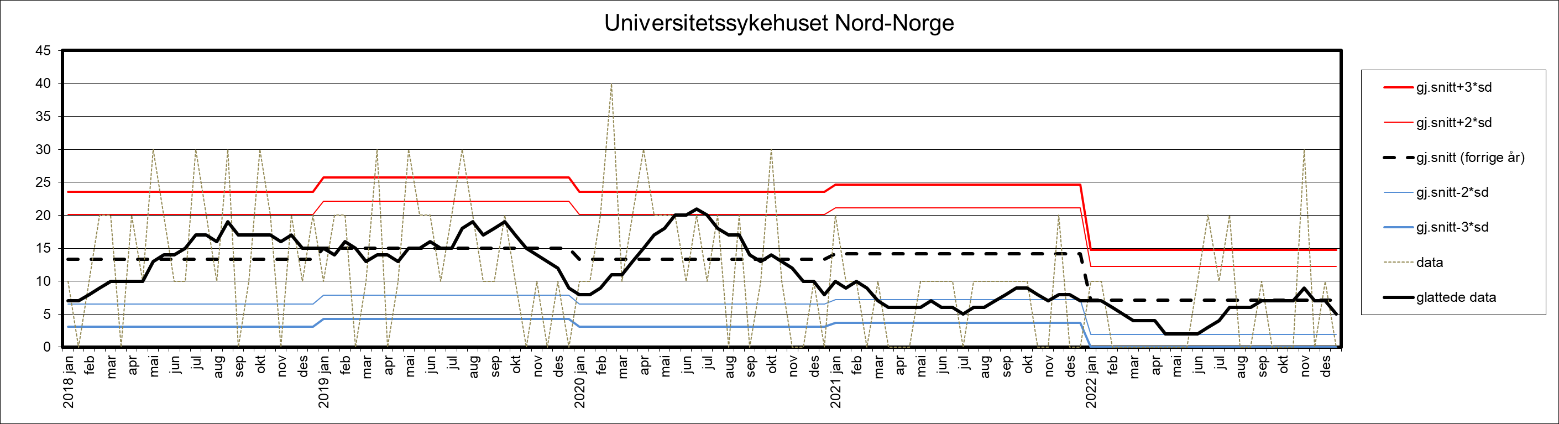 Universitetssykehuset Nord-Norge
45
40
35
30
25
20
15
10
5
0
2018 jan
feb
mar
apr
mai
jun
jul
aug
sep
okt
nov
des
2019 jan
feb
mar
apr
mai
jun
jul
aug
sep
okt
nov
des
2020 jan
feb
mar
apr
mai
jun
jul
aug
sep
okt
nov
des
2021 jan
feb
mar
apr
mai
jun
jul
aug
sep
okt
nov
des
2022 jan
feb
mar
apr
mai
jun
jul
aug
sep
okt
nov
des
gj.snitt+3*sd
gj.snitt+2*sd
gj.snitt (forrige år)
gj.snitt-2*sd
gj.snitt-3*sd
data
glattede data